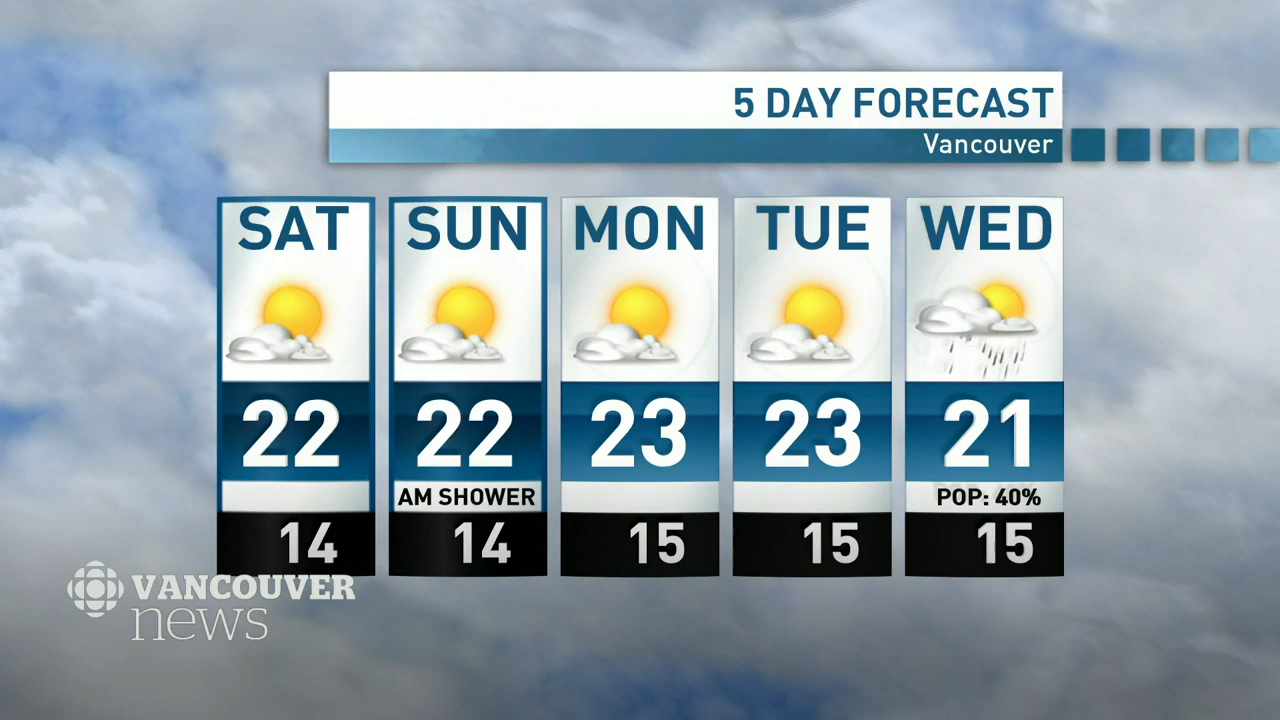 5 DAY FORECAST
Vancouver
SAT SUN MON TUE WED
22 22 23 23 21
AM SHOWER POP: 40%
14 14 15 15 15
VANCOUVER
news